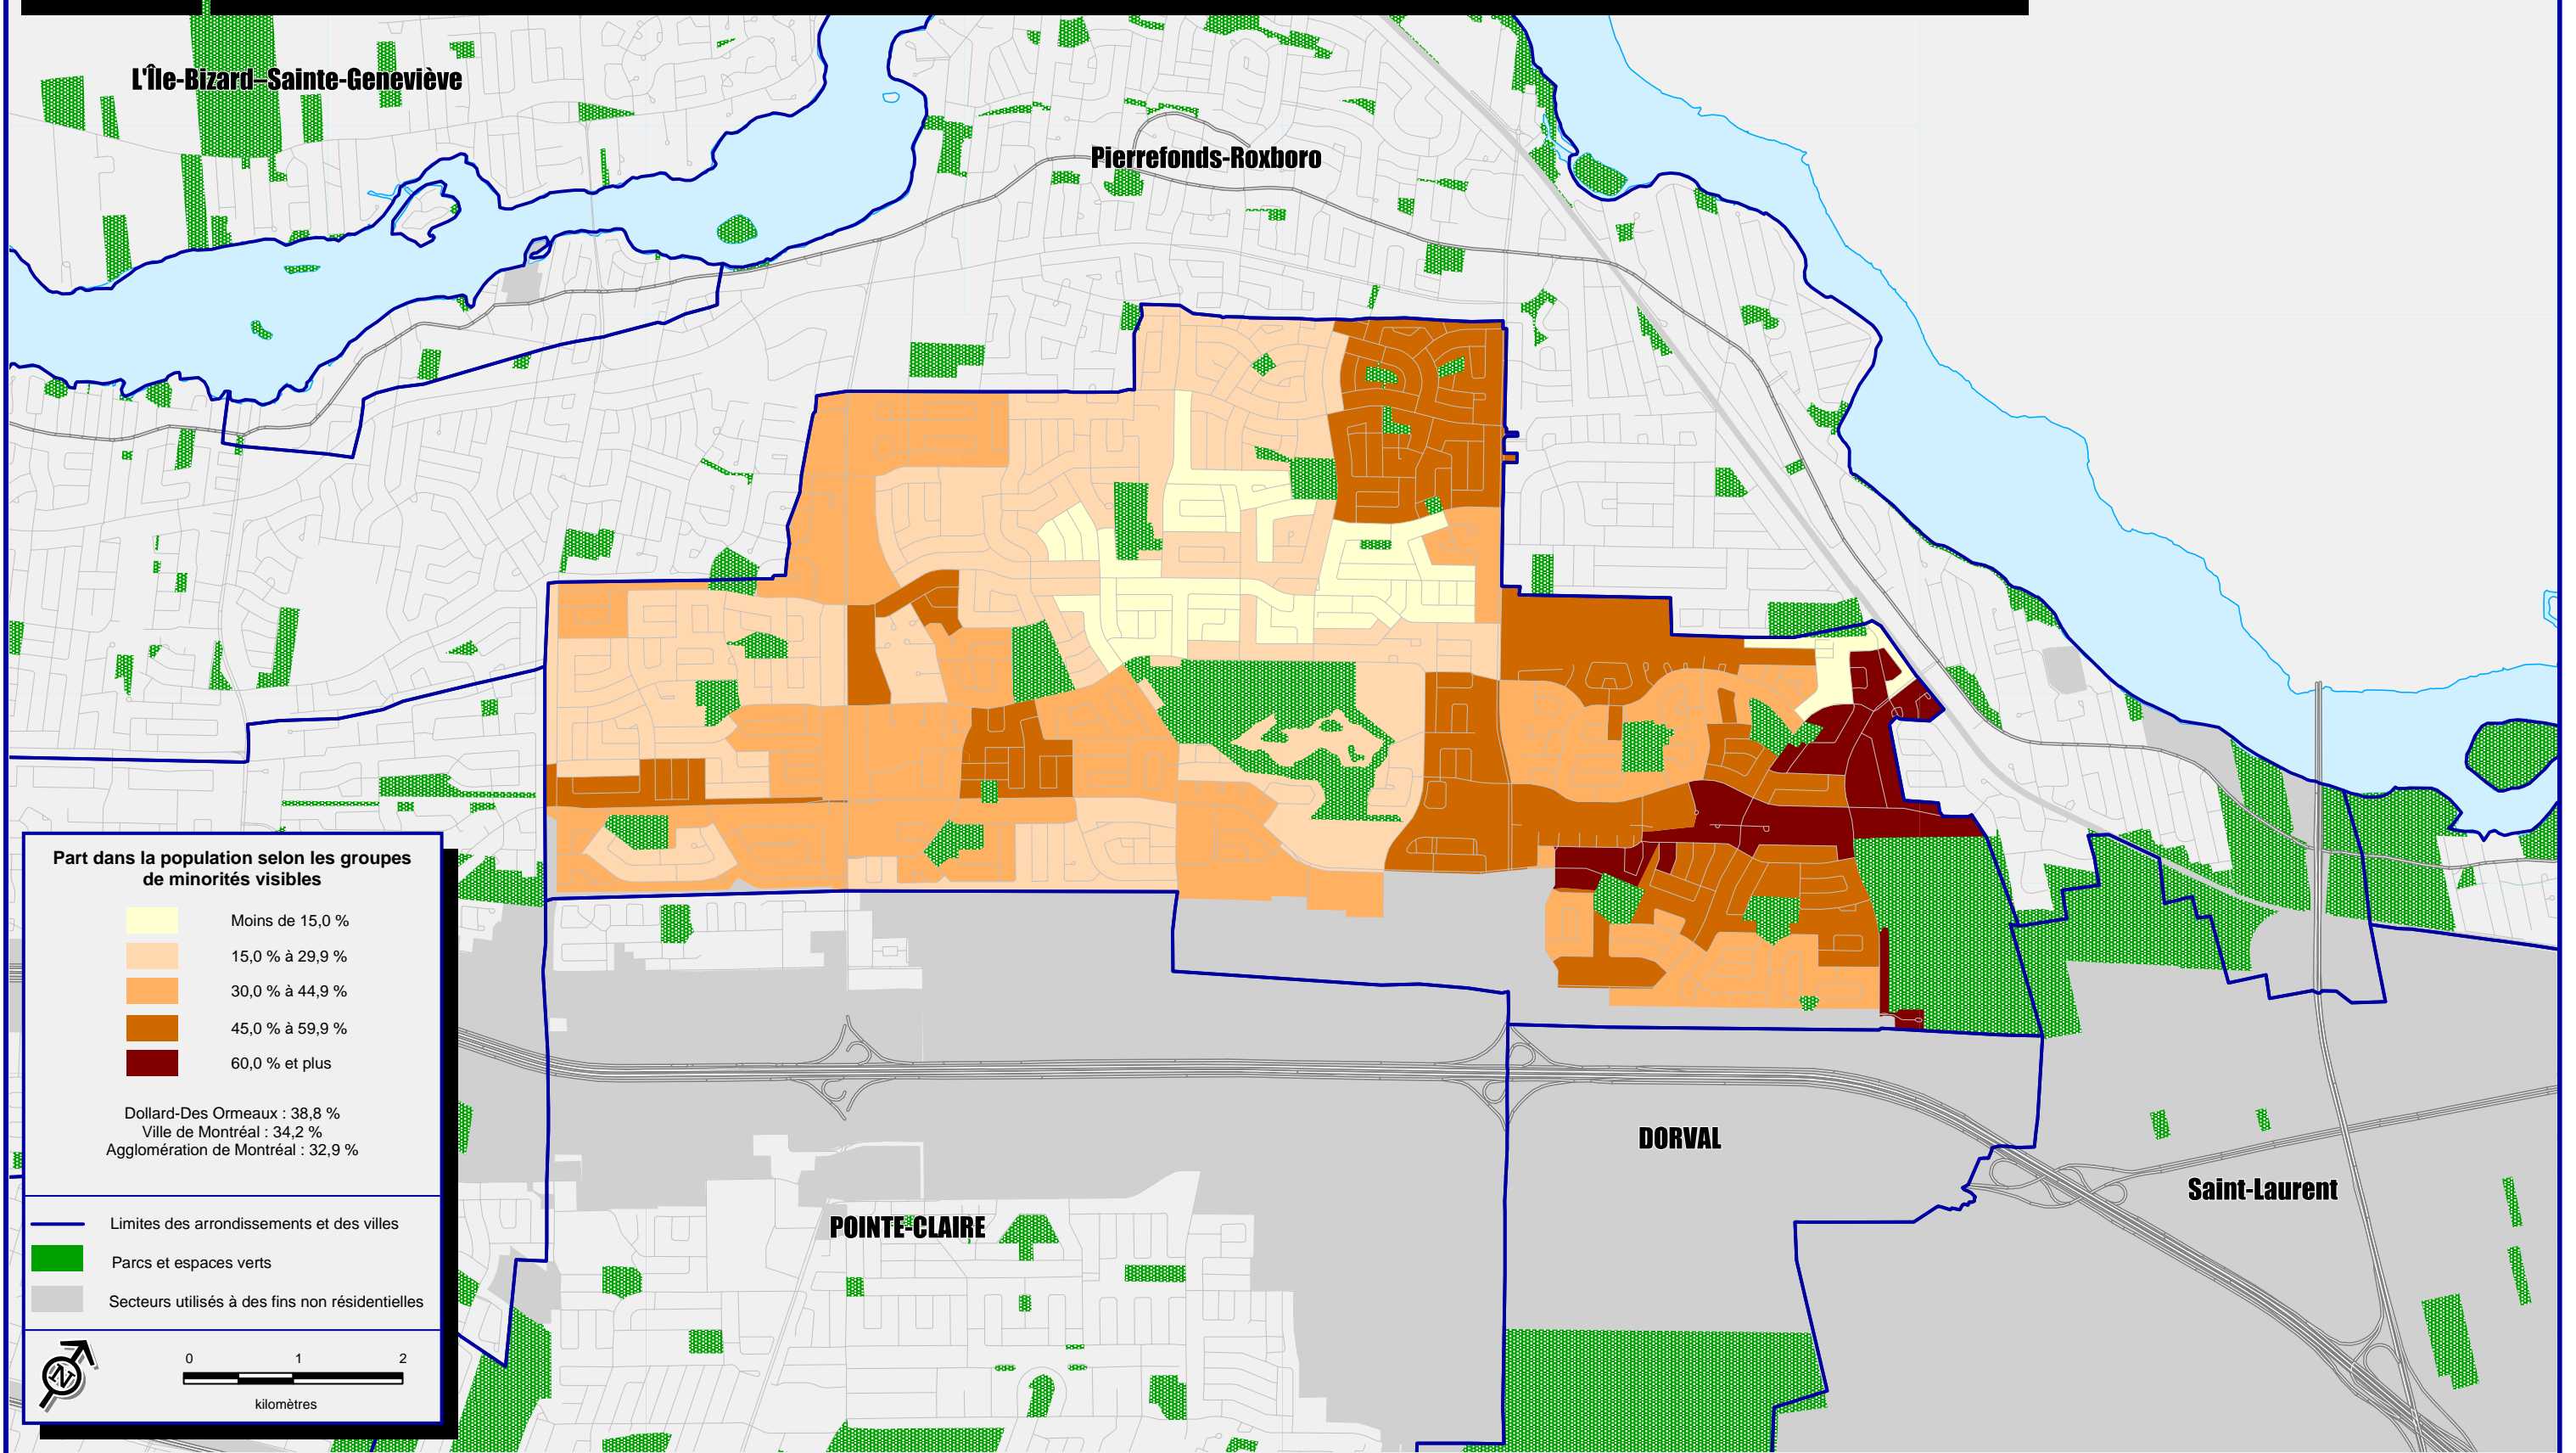 L'Île-Bizard–Sainte-Geneviève
Pierrefonds-Roxboro
Part dans la population selon les groupes
de minorités visibles
Moins de 15,0 %
15,0 % à 29,9 %
30,0 % à 44,9 %
45,0 % à 59,9 %
60,0 % et plus
Dollard-Des Ormeaux : 38,8 %
Ville de Montréal : 34,2 %
Agglomération de Montréal : 32,9 %
Limites des arrondissements et des villes
Parcs et espaces verts
Secteurs utilisés à des fins non résidentielles
N
0 1 2
kilomètres
DORVAL
Saint-Laurent
POINTE-CLAIRE